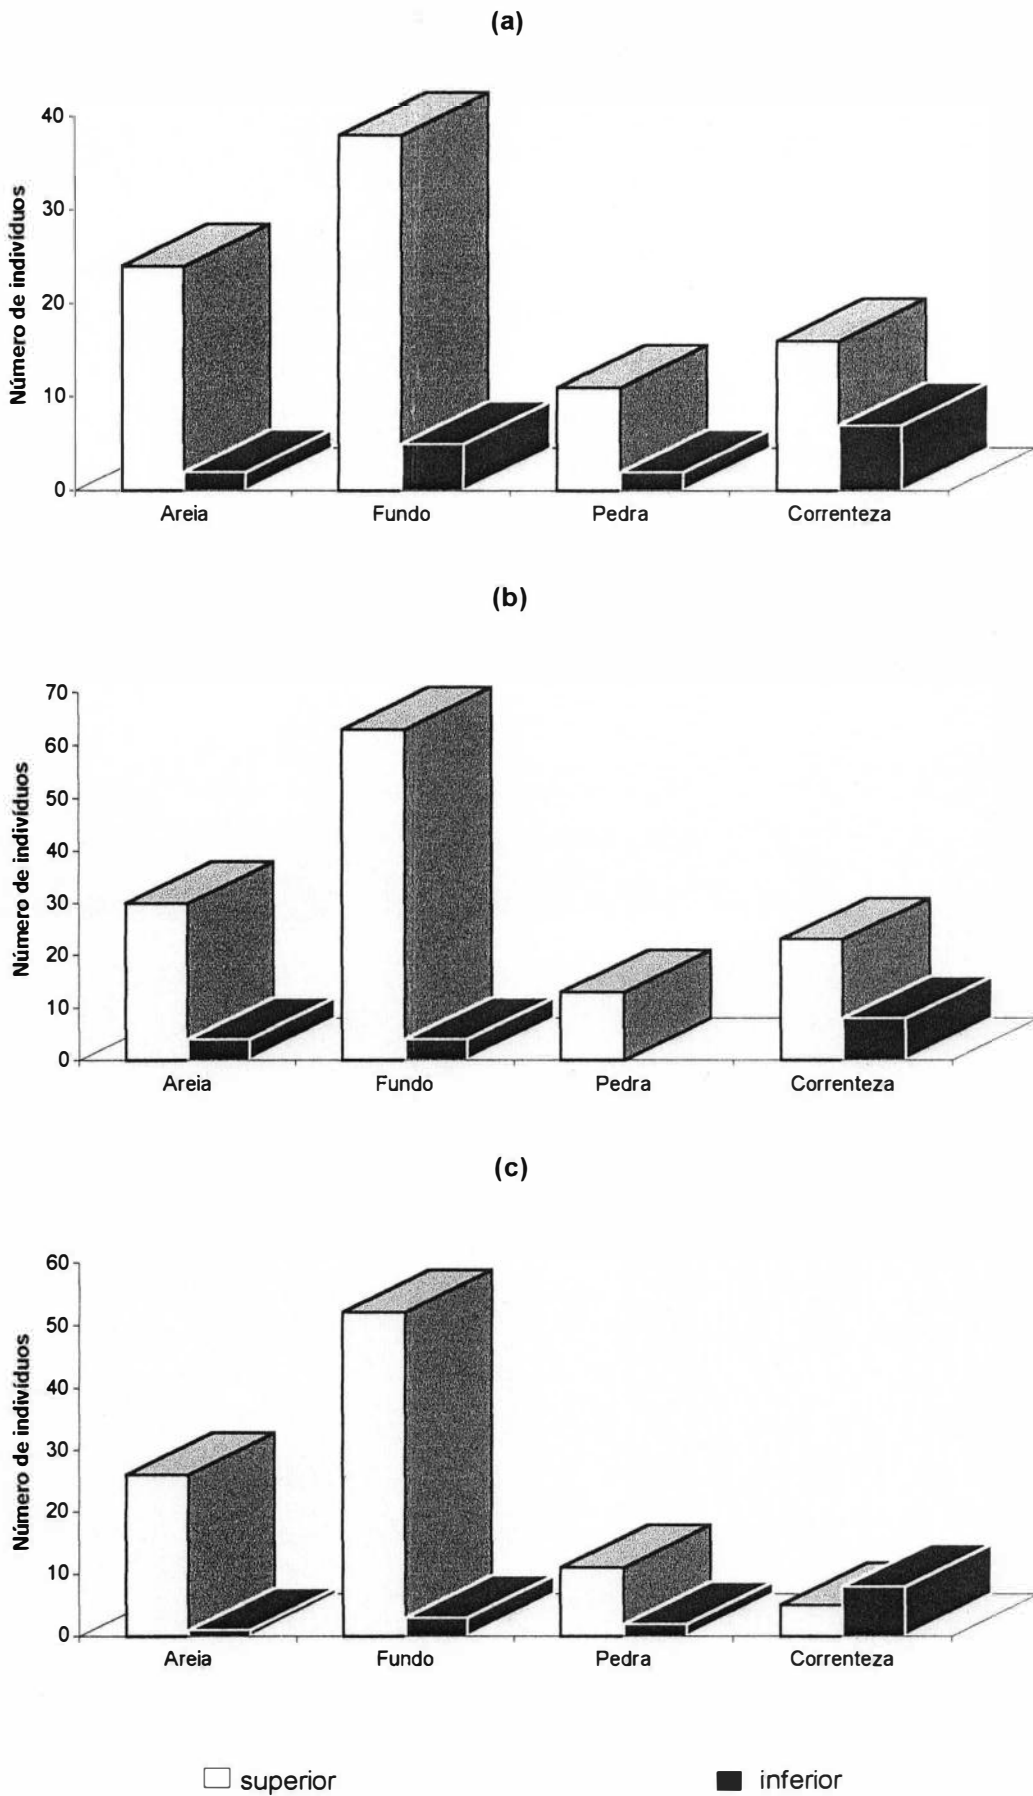 (a)
Número de indivíduos
40
30
20
10
0
Areia Fundo Pedra Correnteza
(b)
Número de indivíduos
70
60
50
40
30
20
10
0
Areia Fundo Pedra Correnteza
(c)
Número de indivíduos
60
50
40
30
20
10
0
Areia Fundo Pedra Correnteza
superior inferior